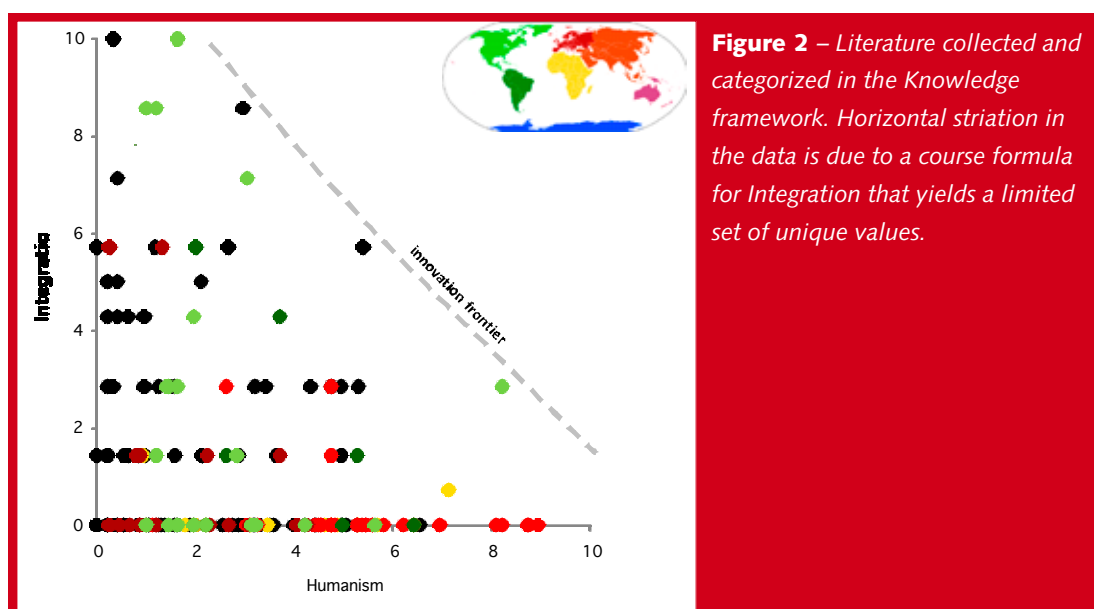 10
8
6
4
2
0
Integratio
innovation frontier
0 2 4 6 8 10
Humanism
Figure 2 – Literature collected and
categorized in the Knowledge
framework. Horizontal striation in
the data is due to a course formula
for Integration that yields a limited
set of unique values.